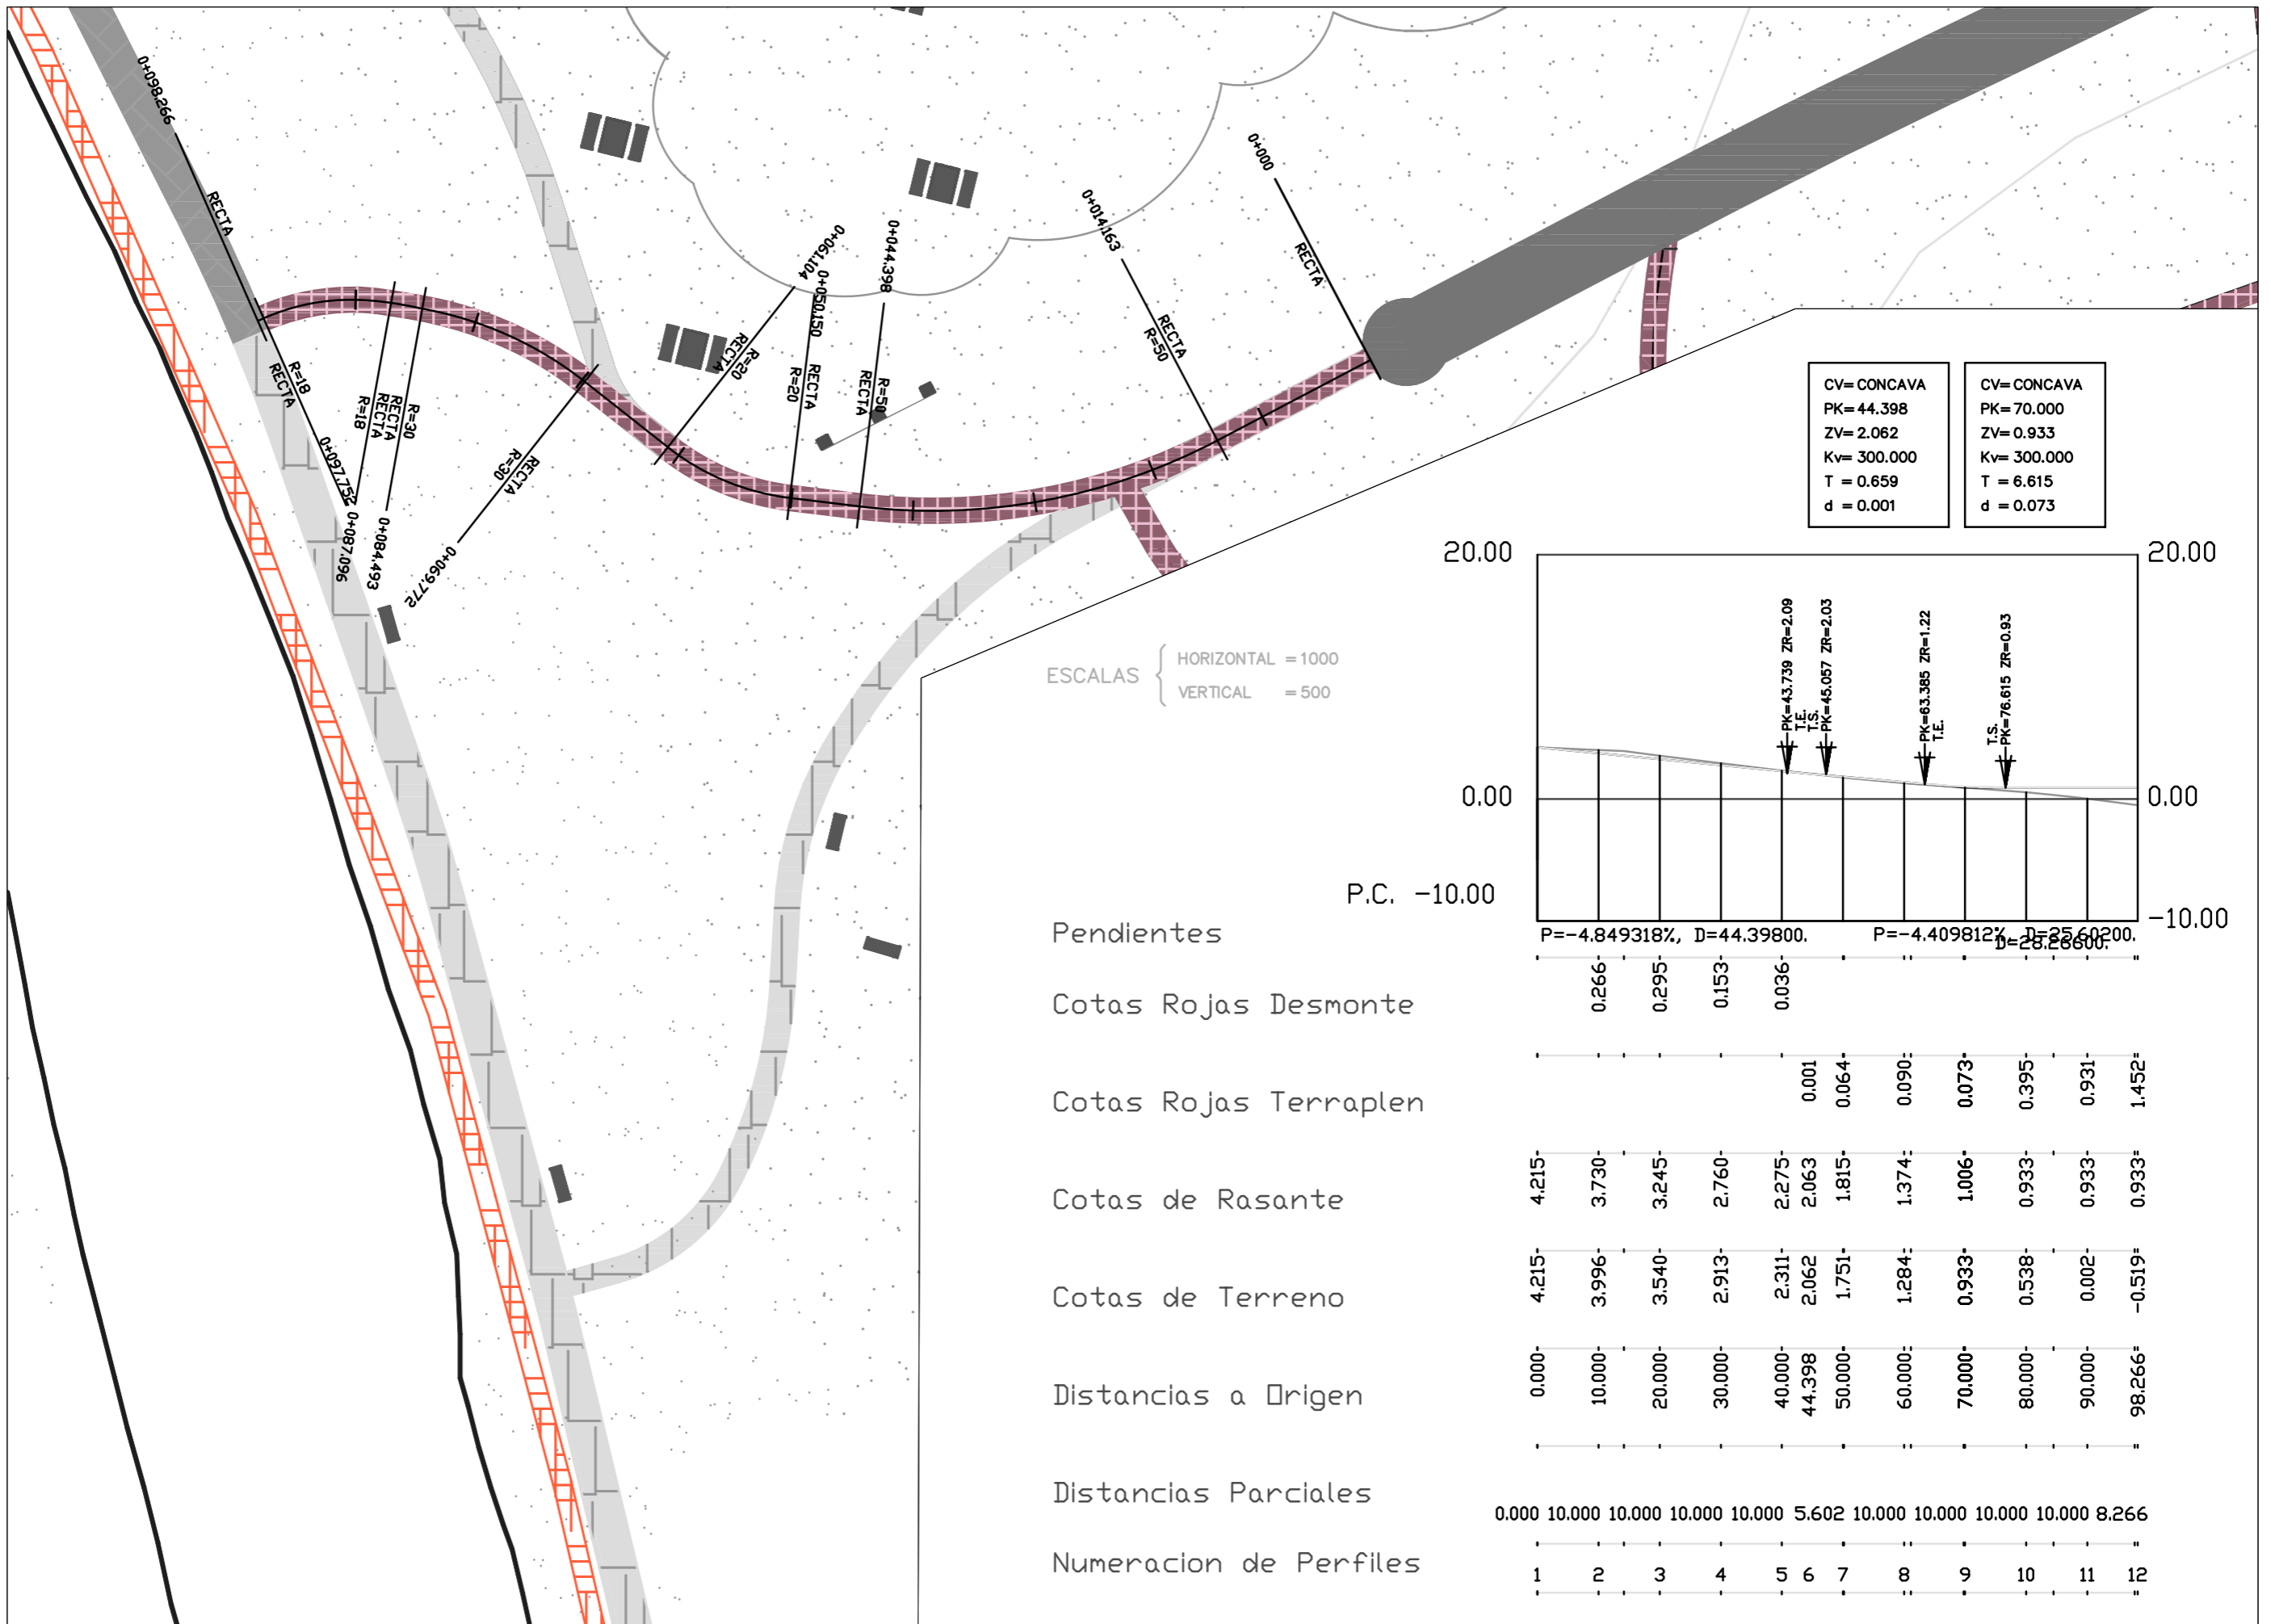 0+098.266
RECTA
R=18
RECTA
0+097.752
R=18
RECTA
0+087.096
RECTA
R=30
0+084.493
RECTA
R=30
0+069.772
0+061.104
R=20
RECTA
0+050.150
RECTA
R=20
0+044.398
R=50
RECTA
0+014.163
RECTA
R=50
0+000
RECTA
CV= CONCAVA
PK= 44.398
ZV= 2.062
Kv= 300.000
T = 0.659
d = 0.001
CV= CONCAVA
PK= 70.000
ZV= 0.933
Kv= 300.000
T = 6.615
d = 0.073
ESCALAS
HORIZONTAL = 1000
VERTICAL = 500
20.00 20.00
0.00 0.00
P.C. -10.00 -10.00
PK=43.739 ZR=2.09
T.E.
T.S.
PK=45.057 ZR=2.03
PK=63.385 ZR=1.22
T.E.
T.S.
PK=76.615 ZR=0.93
Pendientes
P=-4.849318%, D=44.39800. P=-4.409812%, D=25.60200.
D=28.26600.
Cotas Rojas Desmonte
0.266 0.295 0.153 0.036
Cotas Rojas Terraplen
0.001 0.064 0.090 0.073 0.395 0.931 1.452
Cotas de Rasante
4.215 3.730 3.245 2.760 2.275 2.063 1.815 1.374 1.006 0.933 0.933 0.933
Cotas de Terreno
4.215 3.996 3.540 2.913 2.311 2.062 1.751 1.284 0.933 0.538 0.002 -0.519
Distancias a Origen
0.000 10.000 20.000 30.000 40.000 44.398 50.000 60.000 70.000 80.000 90.000 98.266
Distancias Parciales
0.000 10.000 10.000 10.000 10.000 5.602 10.000 10.000 10.000 10.000 8.266
Numeracion de Perfiles
1 2 3 4 5 6 7 8 9 10 11 12